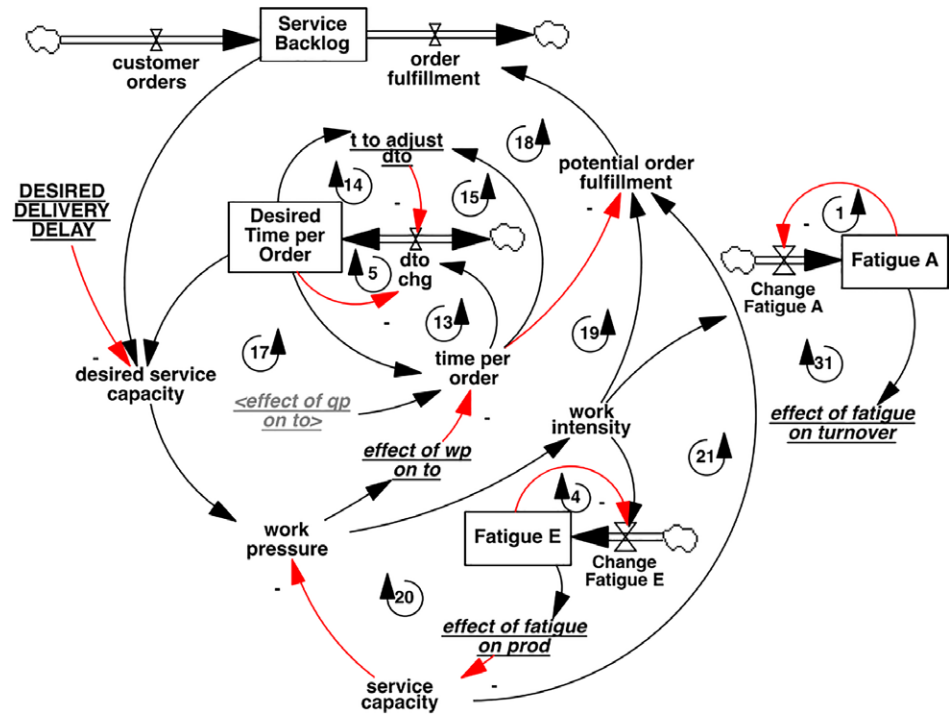 Service
Backlog
customer
orders
order
fulfillment
t to adjust
dto
18
potential order
fulfillment
14
15
DESIRED
DELIVERY
DELAY
-
1
-
Desired
Time per
Order
dto
chg
5
Fatigue A
Change
Fatigue A
-
-
-
13
19
17
time per
order
31
-
desired service
capacity
<effect of qp
on to>
-
work
intensity
effect of fatigue
on turnover
effect of wp
on to
21
4
-
work
pressure
Fatigue E
Change
Fatigue E
-
20
effect of fatigue
on prod
service
capacity
-